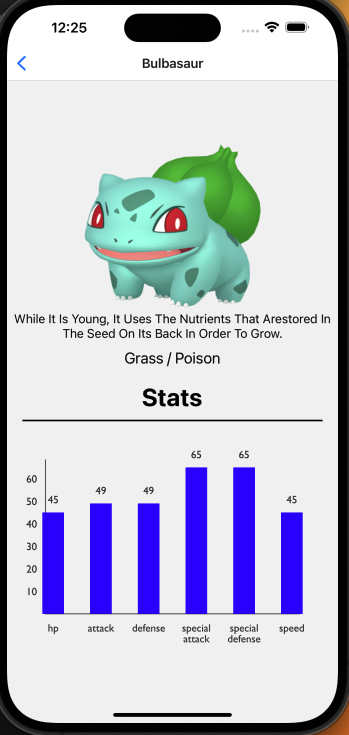 12:25
Bulbasaur
While It Is Young, It Uses The Nutrients That Arestored In
The Seed On Its Back In Order To Grow.
Grass / Poison
Stats
65 65
60
50 45 49 49 45
40
30
20
10
hp attack defense special special speed
attack defense